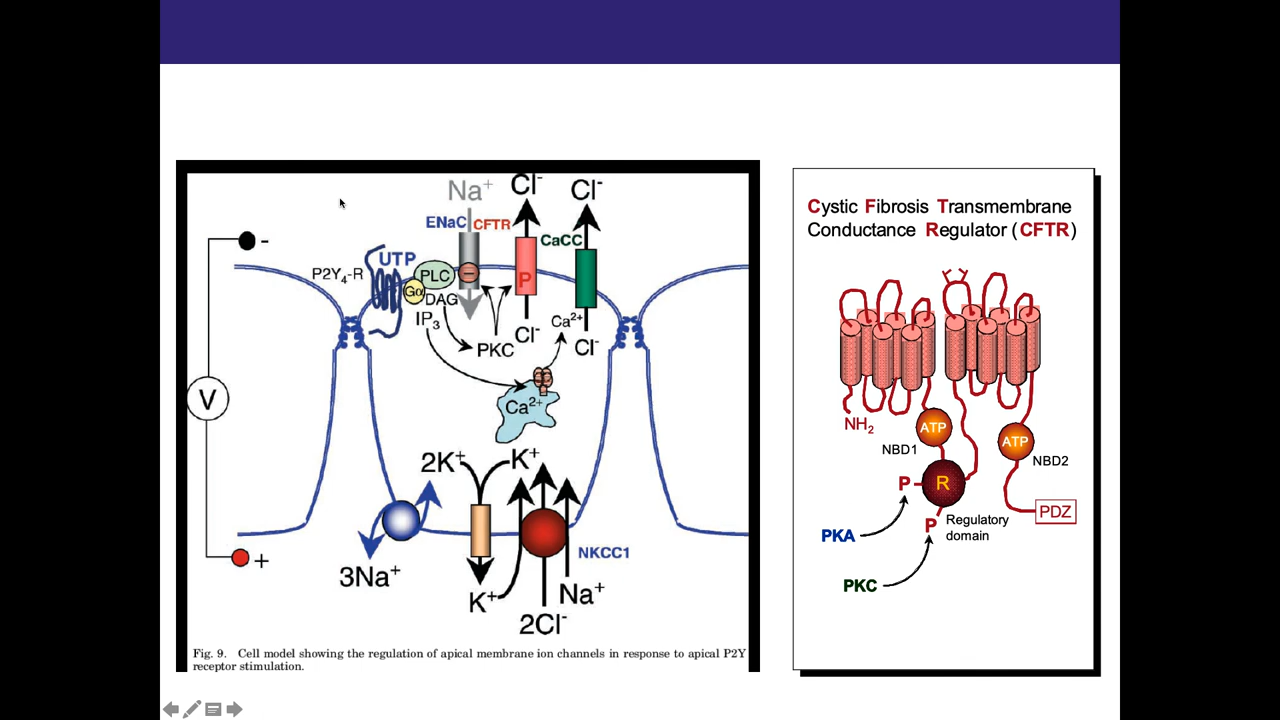 Na⁺
Cl⁻
Cl⁻
ENaC
CFTR
CaCC
-
UTP
P2Y₄-R
PLC
−
P
Gα
DAG
IP₃
Ca²⁺
Cl⁻
Cl⁻
PKC
V
Ca²⁺
2K⁺
K⁺
NKCC1
+
3Na⁺
K⁺
Na⁺
2Cl⁻
Fig. 9. Cell model showing the regulation of apical membrane ion channels in response to apical P2Y
receptor stimulation.
Cystic Fibrosis Transmembrane
Conductance Regulator (CFTR)
NH₂
ATP
NBD1
ATP
NBD2
P
R
PDZ
P
Regulatory
domain
PKA
PKC